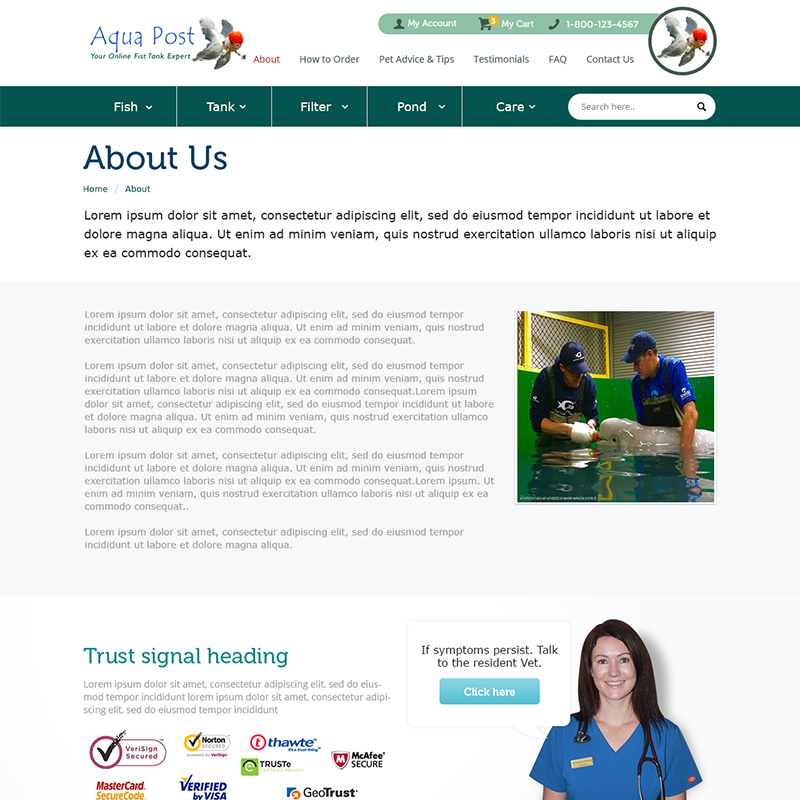 Aqua Post
Your Online Fist Tank Expert
My Account
3
My Cart
1-800-123-4567
About
How to Order
Pet Advice & Tips
Testimonials
FAQ
Contact Us
Fish
Tank
Filter
Pond
Care
Search here..
About Us
Home / About
Lorem ipsum dolor sit amet, consectetur adipiscing elit, sed do eiusmod tempor incididunt ut labore et
dolore magna aliqua. Ut enim ad minim veniam, quis nostrud exercitation ullamco laboris nisi ut aliquip
ex ea commodo consequat.
Lorem ipsum dolor sit amet, consectetur adipiscing elit, sed do eiusmod tempor
incididunt ut labore et dolore magna aliqua. Ut enim ad minim veniam, quis nostrud
exercitation ullamco laboris nisi ut aliquip ex ea commodo consequat.
Lorem ipsum dolor sit amet, consectetur adipiscing elit, sed do eiusmod tempor
incididunt ut labore et dolore magna aliqua. Ut enim ad minim veniam, quis nostrud
exercitation ullamco laboris nisi ut aliquip ex ea commodo consequat.Lorem ipsum
dolor sit amet, consectetur adipiscing elit, sed do eiusmod tempor incididunt ut labore
et dolore magna aliqua. Ut enim ad minim veniam, quis nostrud exercitation ullamco
laboris nisi ut aliquip ex ea commodo consequat.
Lorem ipsum dolor sit amet, consectetur adipiscing elit, sed do eiusmod tempor
incididunt ut labore et dolore magna aliqua. Ut enim ad minim veniam, quis nostrud
exercitation ullamco laboris nisi ut aliquip ex ea commodo consequat.Lorem ipsum. Ut
enim ad minim veniam, quis nostrud exercitation ullamco laboris nisi ut aliquip ex ea
commodo consequat..
Lorem ipsum dolor sit amet, consectetur adipiscing elit, sed do eiusmod tempor
incididunt ut labore et dolore magna aliqua.
Trust signal heading
Lorem ipsum dolor sit amet, consectetur adipiscing elit, sed do eius-
mod tempor incididunt lorem ipsum dolor sit amet, consectetur adipi-
scing elit, sed do eiusmod tempor incididunt
If symptoms persist. Talk
to the resident Vet.
Click here
VeriSign
Secured
Norton
SECURED
powered by VeriSign
thawte
it's a trust thing
TRUSTe
CERTIFIED PRIVACY
McAfee
SECURE
MasterCard
SecureCode
VERIFIED
by VISA
GeoTrust